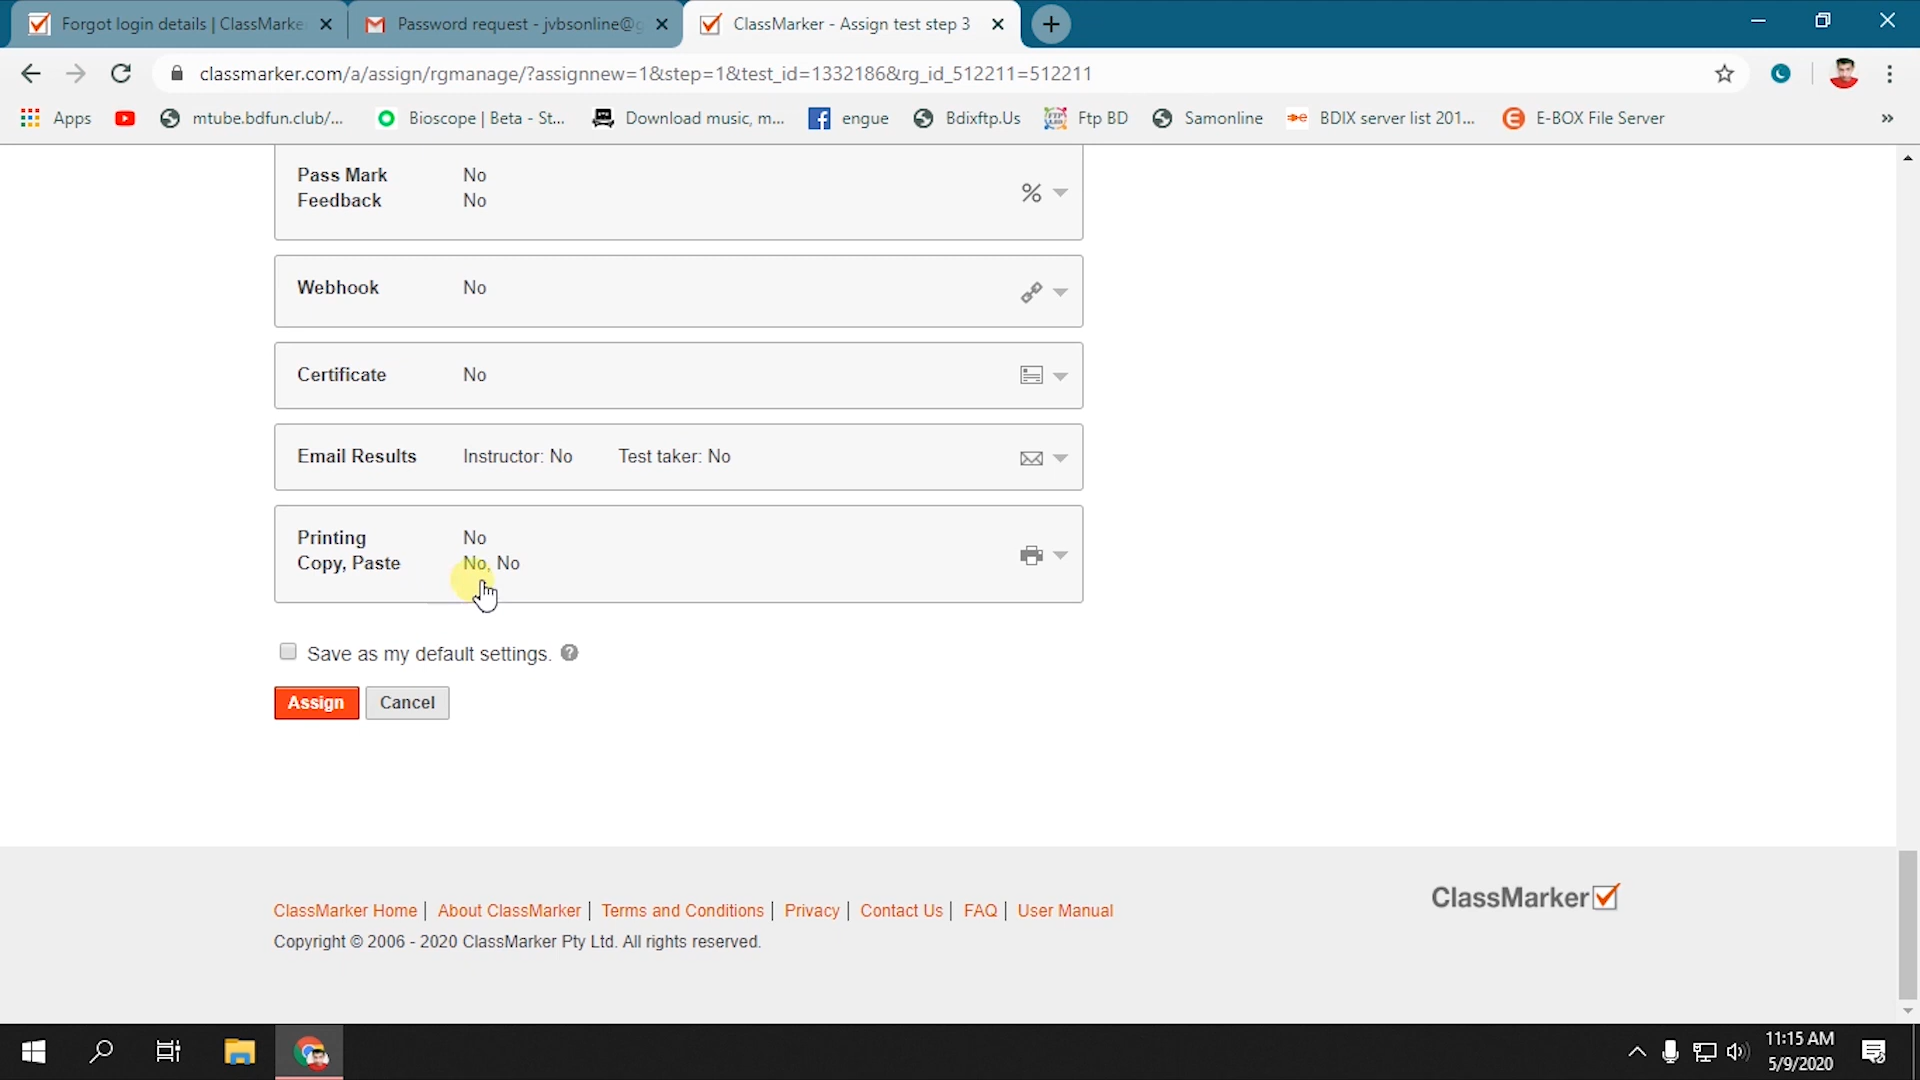 Forgot login details | ClassMarke
Password request - jvbsonline@g
ClassMarker - Assign test step 3
classmarker.com/a/assign/rgmanage/?assignnew=1&step=1&test_id=1332186&rg_id_512211=512211
Apps
mtube.bdfun.club/...
Bioscope | Beta - St...
Download music, m...
engue
Bdixftp.Us
Ftp BD
Samonline
BDIX server list 201...
E-BOX File Server
»
Pass Mark No
Feedback No
%
Webhook No
Certificate No
Email Results Instructor: No Test taker: No
Printing No
Copy, Paste No, No
Save as my default settings. ?
Assign Cancel
ClassMarker Home | About ClassMarker | Terms and Conditions | Privacy | Contact Us | FAQ | User Manual
Copyright © 2006 - 2020 ClassMarker Pty Ltd. All rights reserved.
ClassMarker
11:15 AM
5/9/2020